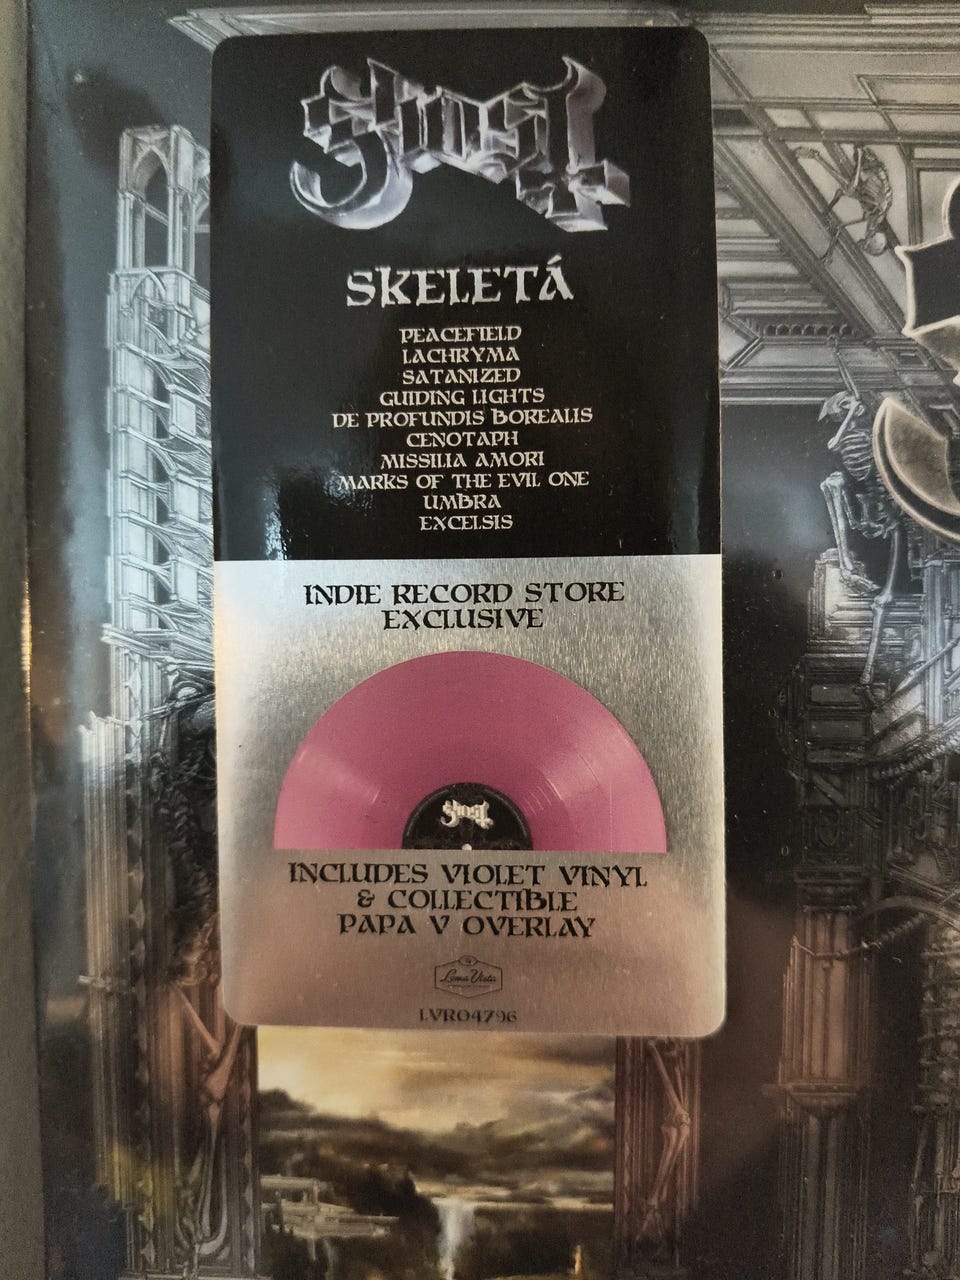 Ghost
SKELETÁ
PEACEFIELD
LACHRYMA
SATANIZED
GUIDING LIGHTS
DE PROFUNDIS BOREALIS
CENOTAPH
MISSILIA AMORI
MARKS OF THE EVIL ONE
UMBRA
EXCELSIS
INDIE RECORD STORE
EXCLUSIVE
Ghost
INCLUDES VIOLET VINYL
& COLLECTIBLE
PAPA V OVERLAY
Loma Vista
LVR04796